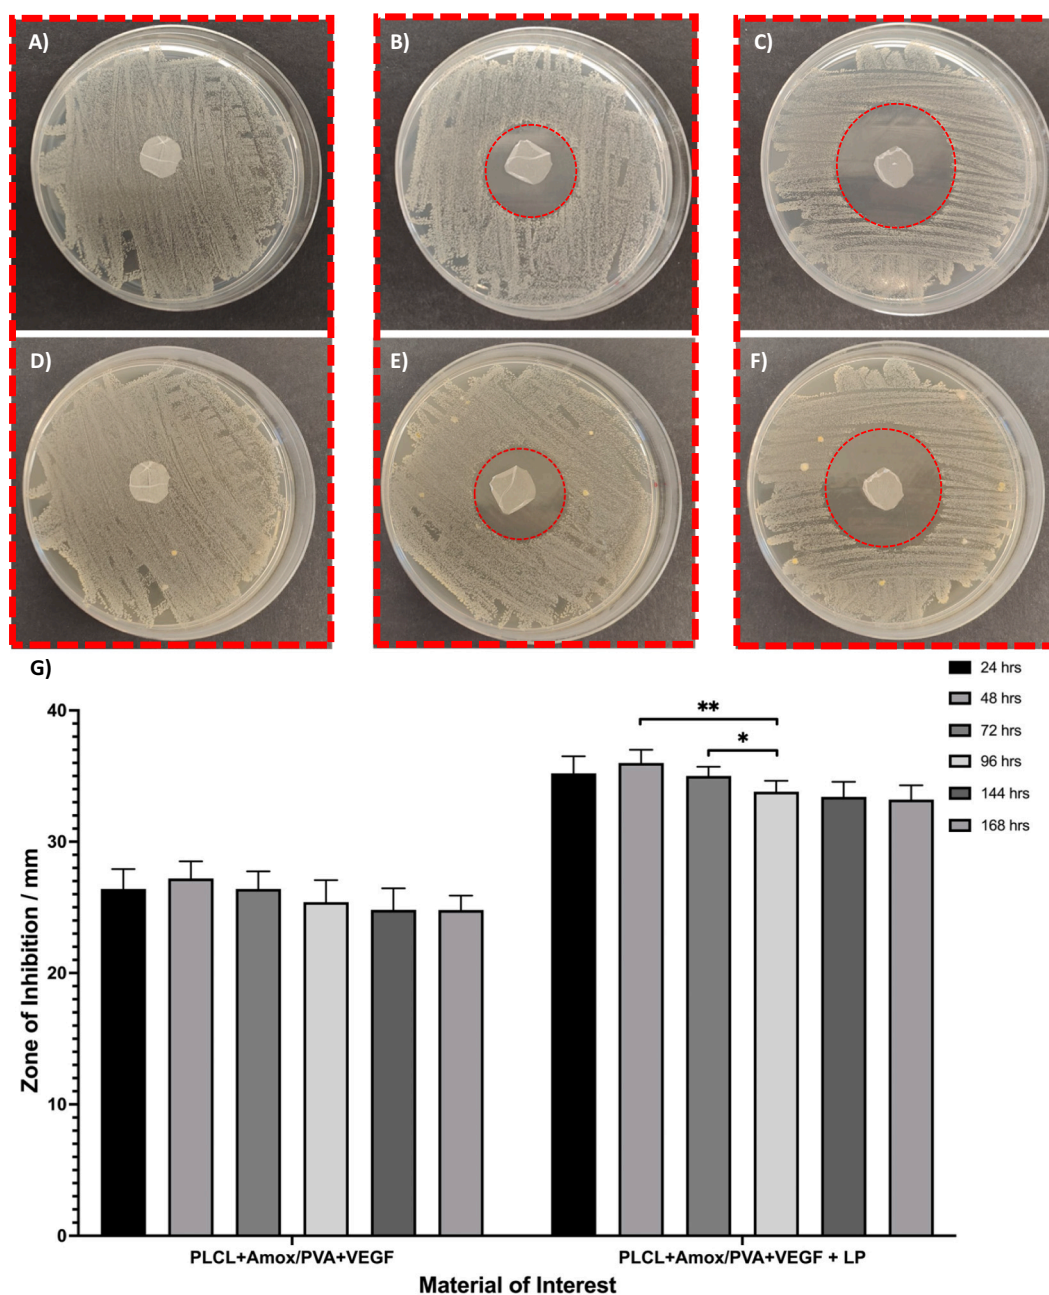 A)
B)
C)
D)
E)
F)
G)
24 hrs
48 hrs
72 hrs
96 hrs
144 hrs
168 hrs
**
*
40
30
20
10
0
Zone of Inhibition / mm
PLCL+Amox/PVA+VEGF
PLCL+Amox/PVA+VEGF + LP
Material of Interest